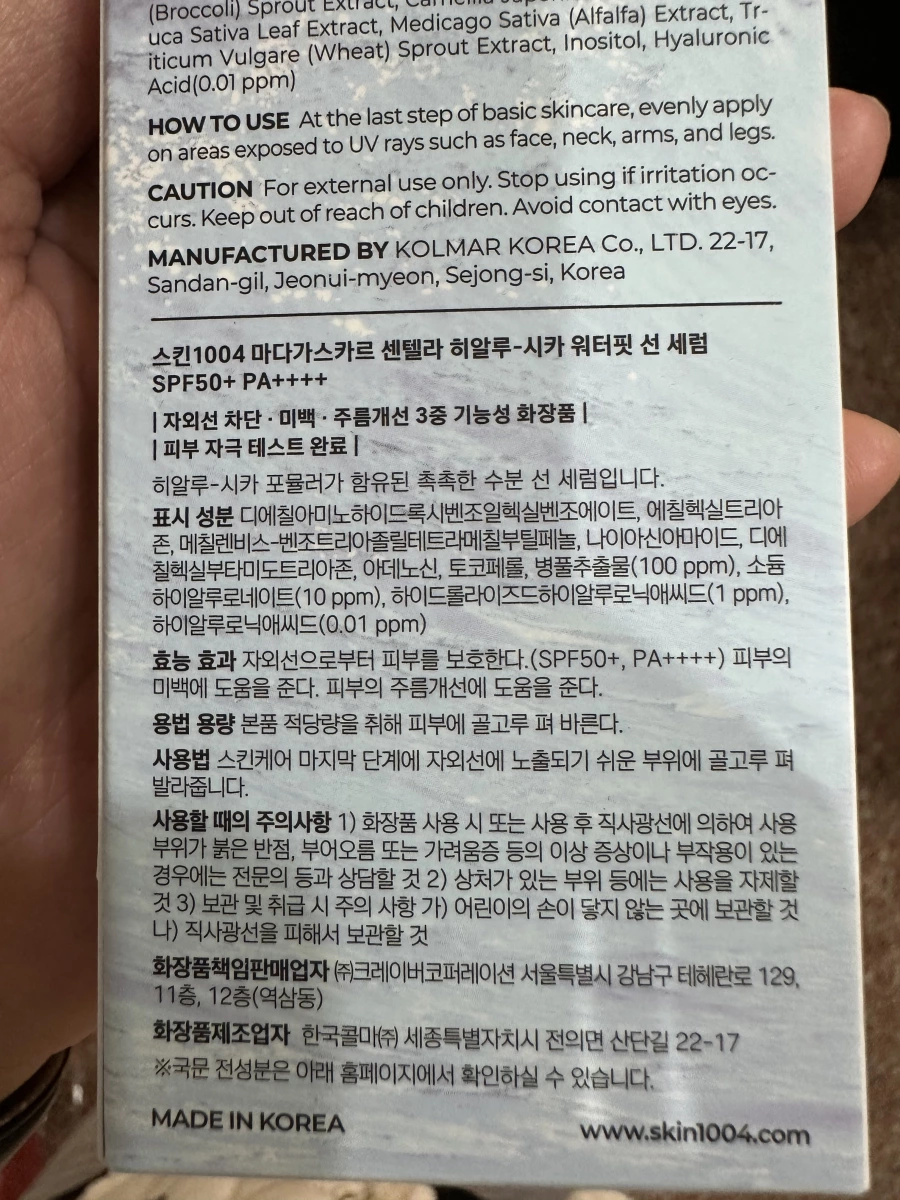 (Broccoli) Sprout Extract,
uca Sativa Leaf Extract, Medicago Sativa (Alfalfa) Extract, Tr-
iticum Vulgare (Wheat) Sprout Extract, Inositol, Hyaluronic
Acid(0.01 ppm)
HOW TO USE At the last step of basic skincare, evenly apply
on areas exposed to UV rays such as face, neck, arms, and legs.
CAUTION For external use only. Stop using if irritation oc-
curs. Keep out of reach of children. Avoid contact with eyes.
MANUFACTURED BY KOLMAR KOREA Co., LTD. 22-17,
Sandan-gil, Jeonui-myeon, Sejong-si, Korea
스킨1004 마다가스카르 센텔라 히알루-시카 워터핏 선 세럼
SPF50+ PA++++
| 자외선 차단 · 미백 · 주름개선 3중 기능성 화장품 |
| 피부 자극 테스트 완료 |
히알루-시카 포뮬러가 함유된 촉촉한 수분 선 세럼입니다.
표시 성분 디에칠아미노하이드록시벤조일헥실벤조에이트, 에칠헥실트리아
존, 메칠렌비스-벤조트리아졸릴테트라메칠부틸페놀, 나이아신아마이드, 디에
칠헥실부타미도트리아존, 아데노신, 토코페롤, 병풀추출물(100 ppm), 소듐
하이알루로네이트(10 ppm), 하이드롤라이즈드하이알루로닉애씨드(1 ppm),
하이알루로닉애씨드(0.01 ppm)
효능 효과 자외선으로부터 피부를 보호한다.(SPF50+, PA++++) 피부의
미백에 도움을 준다. 피부의 주름개선에 도움을 준다.
용법 용량 본품 적당량을 취해 피부에 골고루 펴 바른다.
사용법 스킨케어 마지막 단계에 자외선에 노출되기 쉬운 부위에 골고루 펴
발라줍니다.
사용할 때의 주의사항 1) 화장품 사용 시 또는 사용 후 직사광선에 의하여 사용
부위가 붉은 반점, 부어오름 또는 가려움증 등의 이상 증상이나 부작용이 있는
경우에는 전문의 등과 상담할 것 2) 상처가 있는 부위 등에는 사용을 자제할
것 3) 보관 및 취급 시 주의 사항 가) 어린이의 손이 닿지 않는 곳에 보관할 것
나) 직사광선을 피해서 보관할 것
화장품책임판매업자 ㈜크레이버코퍼레이션 서울특별시 강남구 테헤란로 129,
11층, 12층(역삼동)
화장품제조업자 한국콜마㈜ 세종특별자치시 전의면 산단길 22-17
※국문 전성분은 아래 홈페이지에서 확인하실 수 있습니다.
MADE IN KOREA
www.skin1004.com